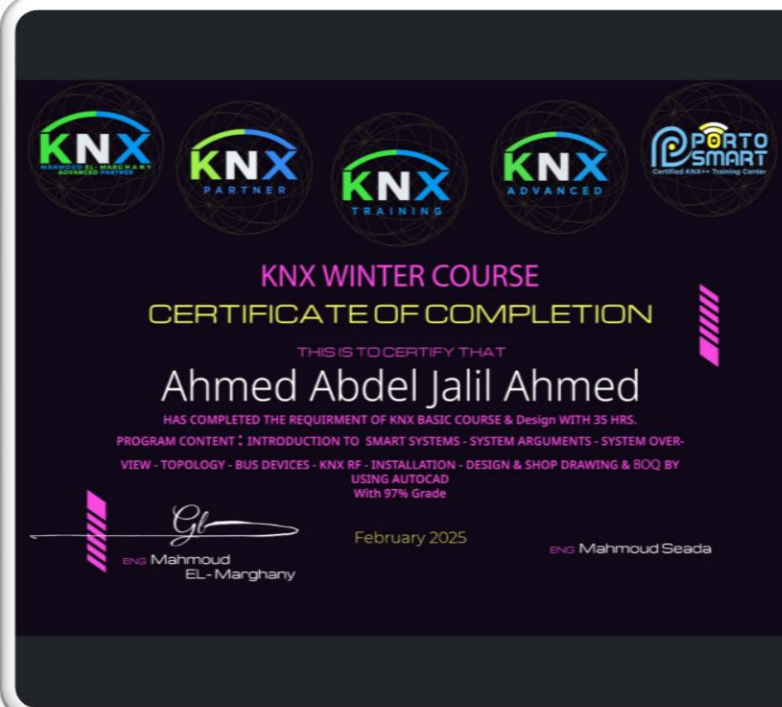 KNX
MAHMOUD EL-MARGHANY
ADVANCED PARTNER
KNX
PARTNER
KNX
TRAINING
KNX
ADVANCED
PORTO
SMART
Certified KNX++ Training Center
KNX WINTER COURSE
CERTIFICATE OF COMPLETION
THIS IS TO CERTIFY THAT
Ahmed Abdel Jalil Ahmed
HAS COMPLETED THE REQUIRMENT OF KNX BASIC COURSE & Design WITH 35 HRS.
PROGRAM CONTENT : INTRODUCTION TO SMART SYSTEMS - SYSTEM ARGUMENTS - SYSTEM OVER-
VIEW - TOPOLOGY - BUS DEVICES - KNX RF - INSTALLATION - DESIGN & SHOP DRAWING & BOQ BY
USING AUTOCAD
With 97% Grade
ENG Mahmoud
EL-Marghany
February 2025
ENG Mahmoud Seada